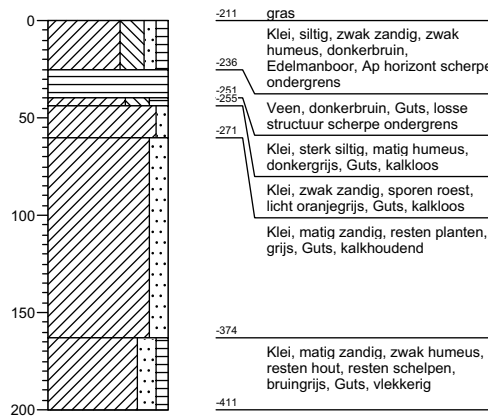 0
50
100
150
200
-211
gras
Klei, siltig, zwak zandig, zwak
humeus, donkerbruin,
Edelmanboor, Ap horizont scherpe
ondergrens
-236
-251
Veen, donkerbruin, Guts, losse
structuur scherpe ondergrens
-255
Klei, sterk siltig, matig humeus,
donkergrijs, Guts, kalkloos
-271
Klei, zwak zandig, sporen roest,
licht oranjegrijs, Guts, kalkloos
Klei, matig zandig, resten planten,
grijs, Guts, kalkhoudend
-374
Klei, matig zandig, zwak humeus,
resten hout, resten schelpen,
bruingrijs, Guts, vlekkerig
-411